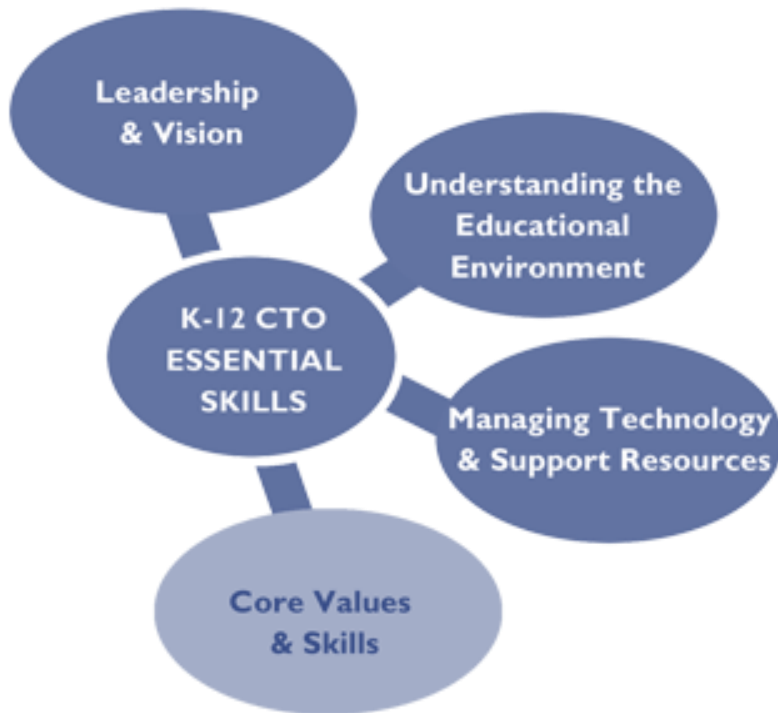 Leadership
& Vision
Understanding the
Educational
Environment
K-12 CTO
ESSENTIAL
SKILLS
Managing Technology
& Support Resources
Core Values
& Skills